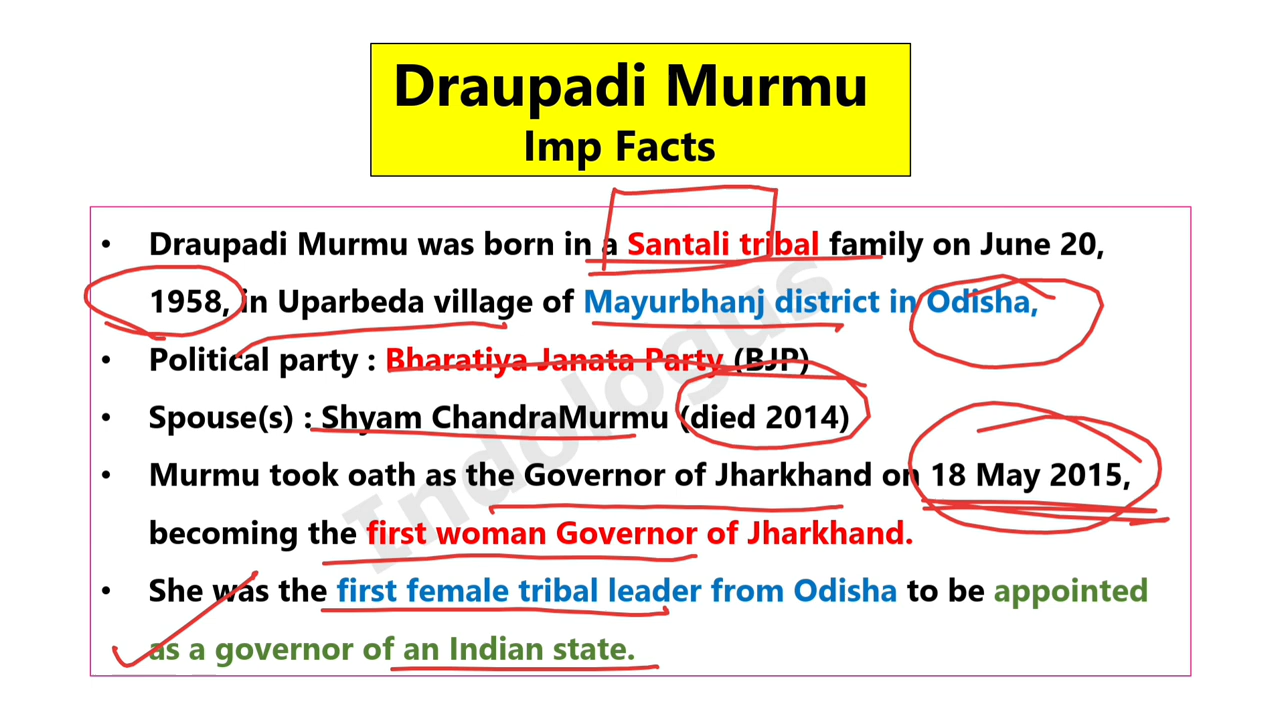 Draupadi Murmu
Imp Facts
• Draupadi Murmu was born in a Santali tribal family on June 20,
1958, in Uparbeda village of Mayurbhanj district in Odisha,
• Political party : Bharatiya Janata Party (BJP)
• Spouse(s) : Shyam ChandraMurmu (died 2014)
• Murmu took oath as the Governor of Jharkhand on 18 May 2015,
becoming the first woman Governor of Jharkhand.
• She was the first female tribal leader from Odisha to be appointed
as a governor of an Indian state.
Indologus